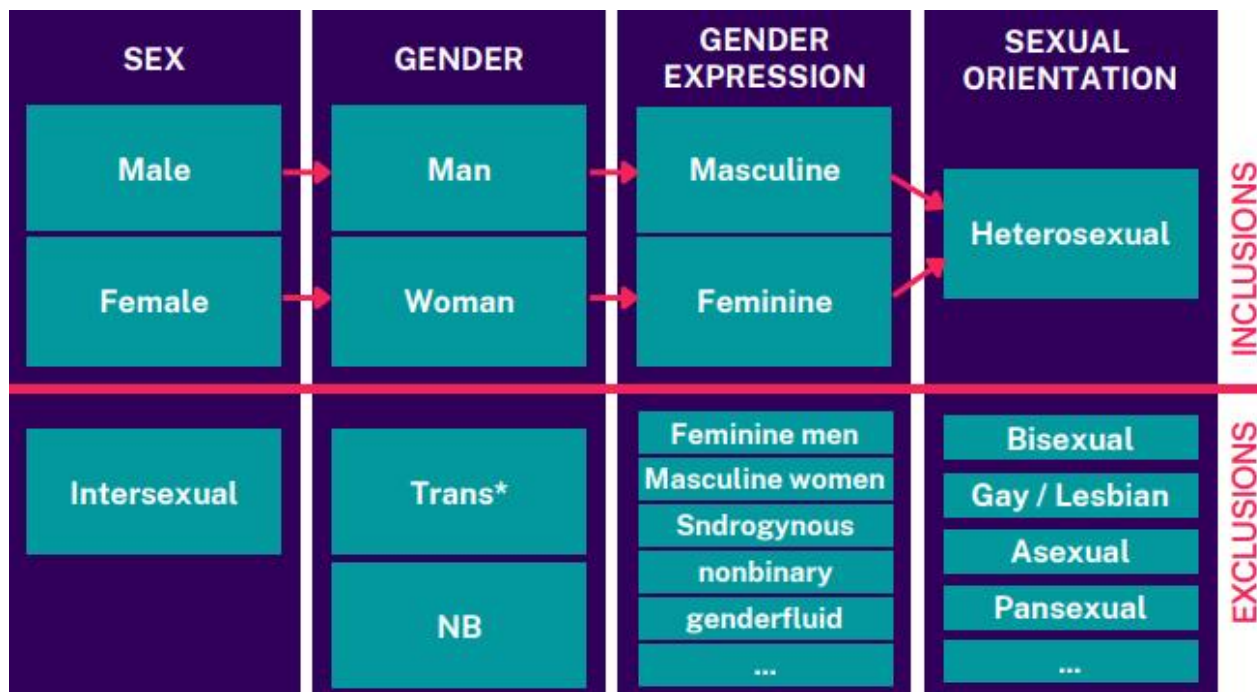 SEX
GENDER
GENDER
EXPRESSION
SEXUAL
ORIENTATION
Male
Man
Masculine
Heterosexual
Female
Woman
Feminine
INCLUSIONS
Intersexual
Trans*
NB
Feminine men
Masculine women
Sndrogynous
nonbinary
genderfluid
...
Bisexual
Gay / Lesbian
Asexual
Pansexual
...
EXCLUSIONS